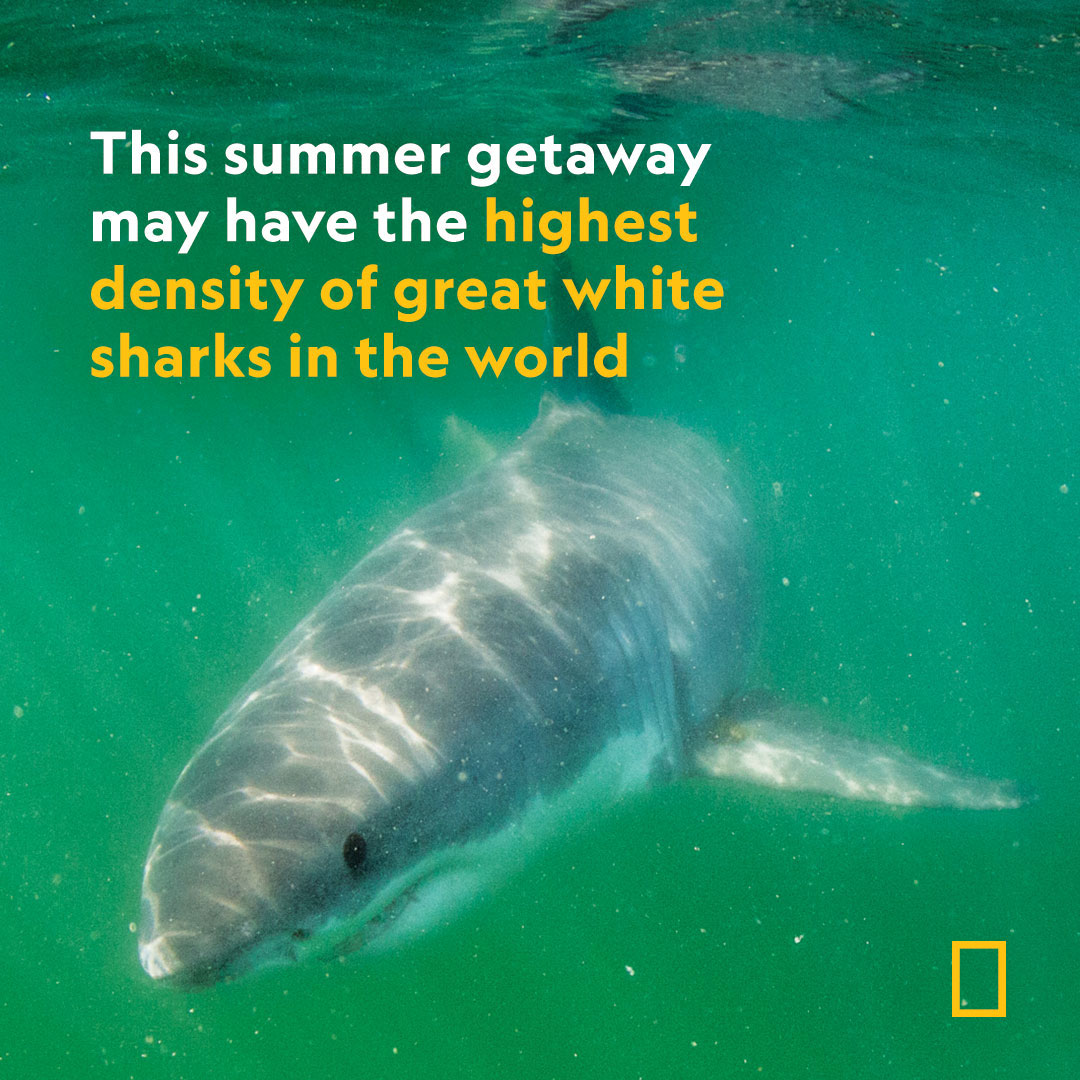 This summer getaway
may have the highest
density of great white
sharks in the world